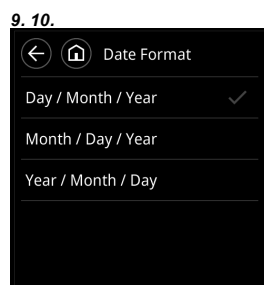 9. 10.
Date Format
Day / Month / Year
Month / Day / Year
Year / Month / Day